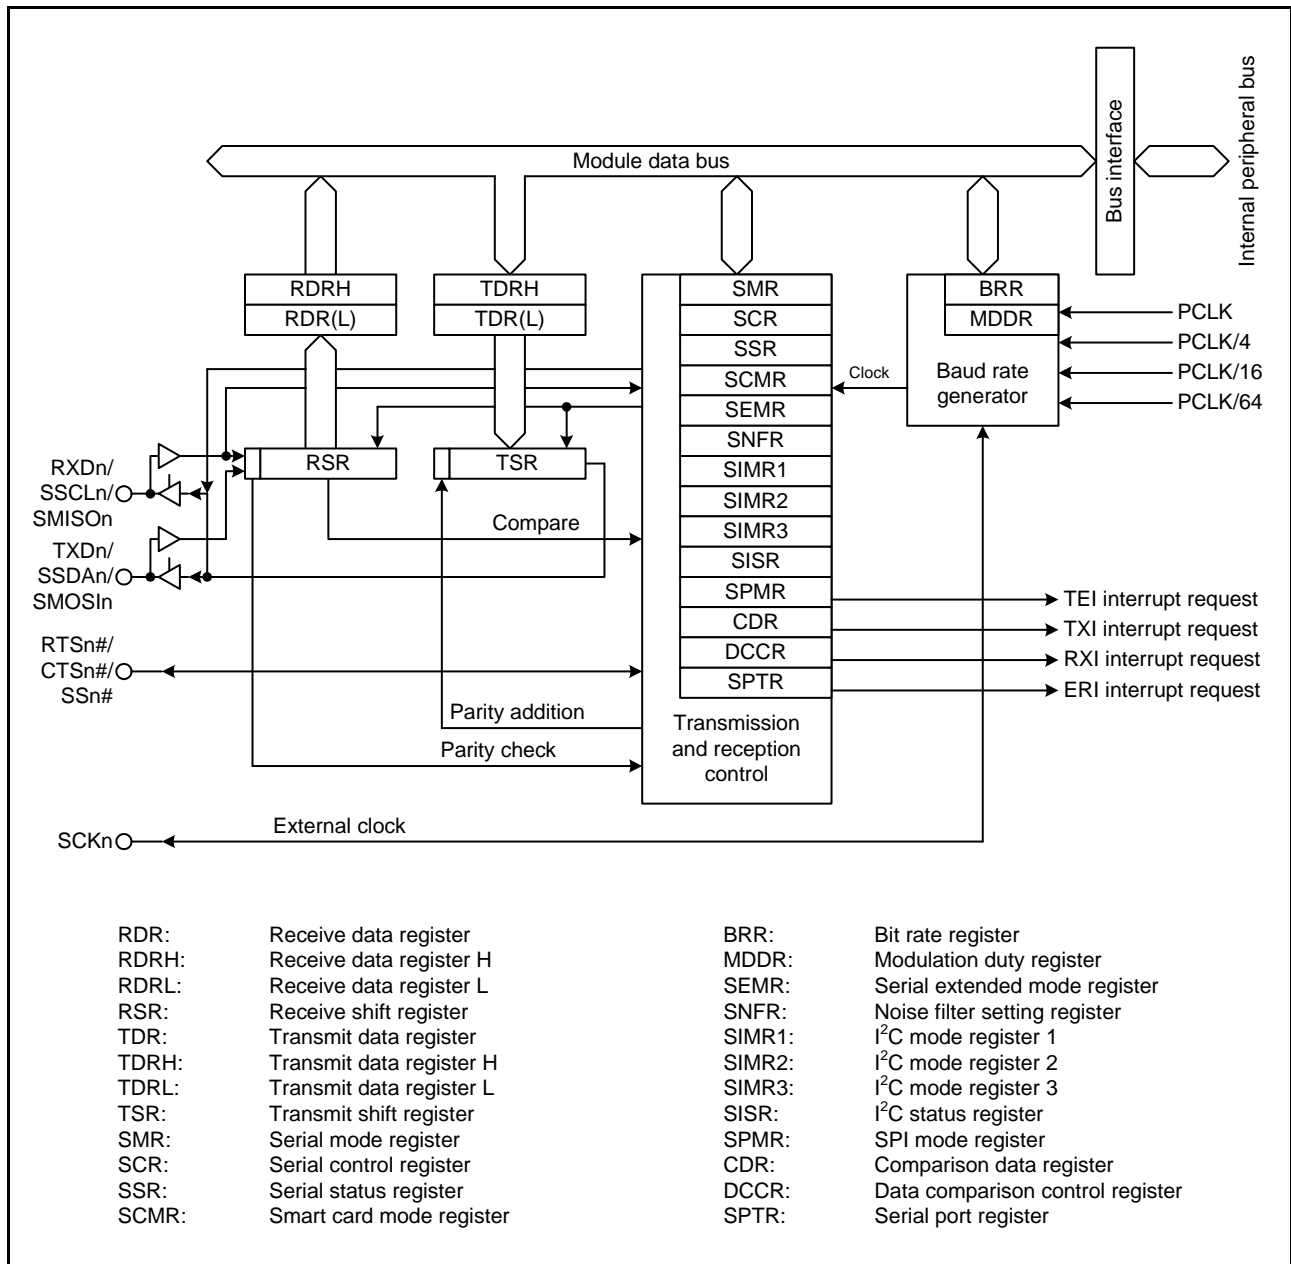 Module data bus
Bus interface
Internal peripheral bus
RDRH
RDR(L)
TDRH
TDR(L)
SMR
SCR
SSR
SCMR
SEMR
SNFR
SIMR1
SIMR2
SIMR3
SISR
SPMR
CDR
DCCR
SPTR
Transmission
and reception
control
BRR
MDDR
Baud rate
generator
Clock
PCLK
PCLK/4
PCLK/16
PCLK/64
RSR
TSR
RXDn/
SSCLn/
SMISOn
TXDn/
SSDAn/
SMOSIn
Compare
RTSn#/
CTSn#/
SSn#
Parity addition
Parity check
TEI interrupt request
TXI interrupt request
RXI interrupt request
ERI interrupt request
SCKn
External clock
RDR: Receive data register
RDRH: Receive data register H
RDRL: Receive data register L
RSR: Receive shift register
TDR: Transmit data register
TDRH: Transmit data register H
TDRL: Transmit data register L
TSR: Transmit shift register
SMR: Serial mode register
SCR: Serial control register
SSR: Serial status register
SCMR: Smart card mode register
BRR: Bit rate register
MDDR: Modulation duty register
SEMR: Serial extended mode register
SNFR: Noise filter setting register
SIMR1: I²C mode register 1
SIMR2: I²C mode register 2
SIMR3: I²C mode register 3
SISR: I²C status register
SPMR: SPI mode register
CDR: Comparison data register
DCCR: Data comparison control register
SPTR: Serial port register